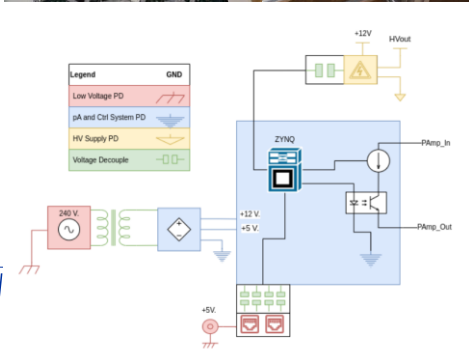 +12V
HVout
Legend GND
Low Voltage PD
pA and Ctrl System PD
HV Supply PD
Voltage Decouple
ZYNQ
PAmp_In
240 V.
+12 V.
+5 V.
PAmp_Out
+5V.